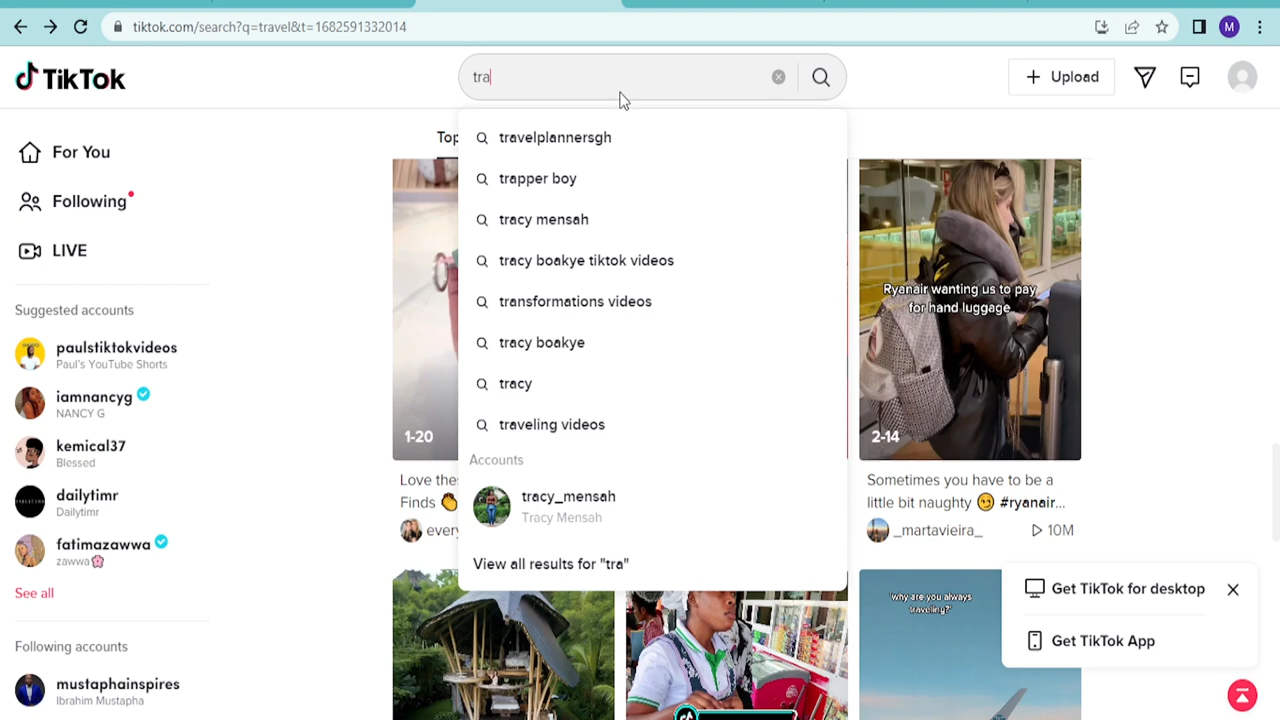 tiktok.com/search?q=travel&t=1682591332014
M
TikTok
tra
Upload
For You
Following
LIVE
Suggested accounts
paulstiktokvideos
Paul's YouTube Shorts
iamnancyg
NANCY G
kemical37
Blessed
dailytimr
Dailytimr
fatimazawwa
zawwa🌸
See all
Following accounts
mustaphainspires
Ibrahim Mustapha
Top
travelplannersgh
trapper boy
tracy mensah
tracy boakye tiktok videos
transformations videos
tracy boakye
tracy
traveling videos
Accounts
tracy_mensah
Tracy Mensah
View all results for "tra"
1-20
Love the
Finds 👏
every
Ryanair wanting us to pay
for hand luggage
2-14
Sometimes you have to be a
little bit naughty 😏 #ryanair...
_martavieira_
10M
"why are you always
traveling?"
Get TikTok for desktop
Get TikTok App